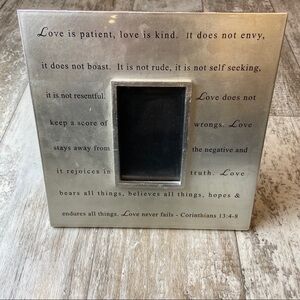 Love is patient, love is kind. It does not envy,
it does not boast. It is not rude, it is not self seeking,
it is not resentful. Love does not
keep a score of wrongs. Love
stays away from the negative and
it rejoices in truth. Love
bears all things, believes all things, hopes &
endures all things. Love never fails - Corinthians 13:4-8